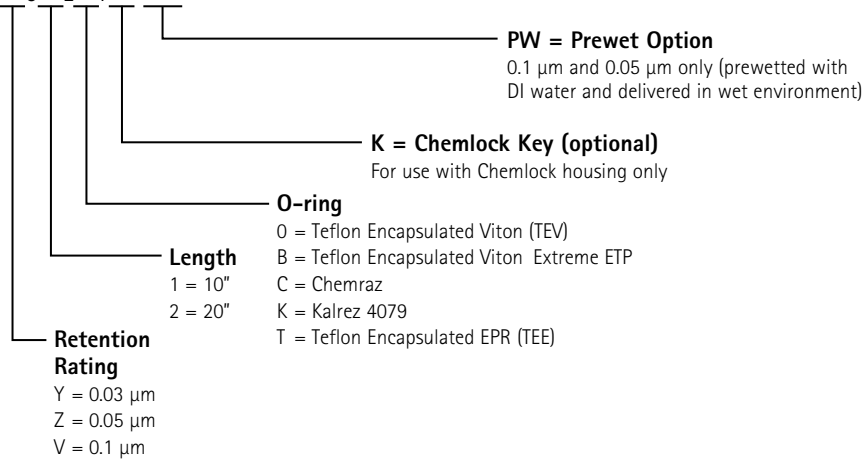 PW = Prewet Option
0.1 µm and 0.05 µm only (prewetted with
DI water and delivered in wet environment)
K = Chemlock Key (optional)
For use with Chemlock housing only
O-ring
0 = Teflon Encapsulated Viton (TEV)
B = Teflon Encapsulated Viton Extreme ETP
C = Chemraz
K = Kalrez 4079
T = Teflon Encapsulated EPR (TEE)
Length
1 = 10"
2 = 20"
Retention
Rating
Y = 0.03 µm
Z = 0.05 µm
V = 0.1 µm